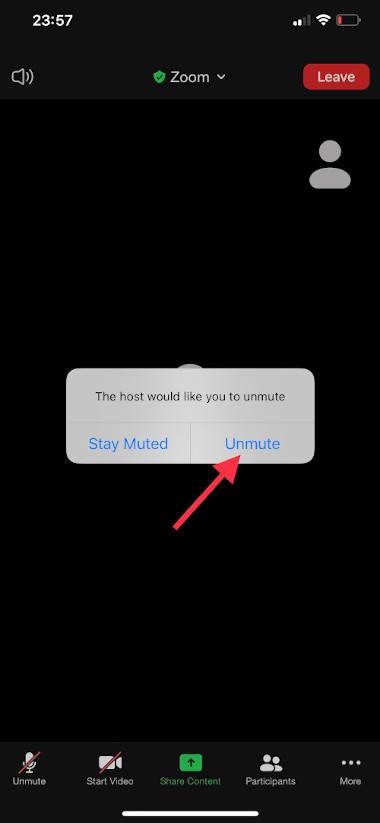 23:57
Zoom
Leave
The host would like you to unmute
Stay Muted
Unmute
Unmute
Start Video
Share Content
Participants
More